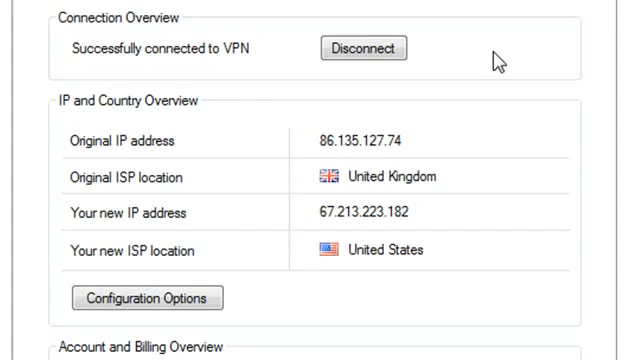 Connection Overview
Successfully connected to VPN
Disconnect
IP and Country Overview
Original IP address 86.135.127.74
Original ISP location United Kingdom
Your new IP address 67.213.223.182
Your new ISP location United States
Configuration Options
Account and Billing Overview